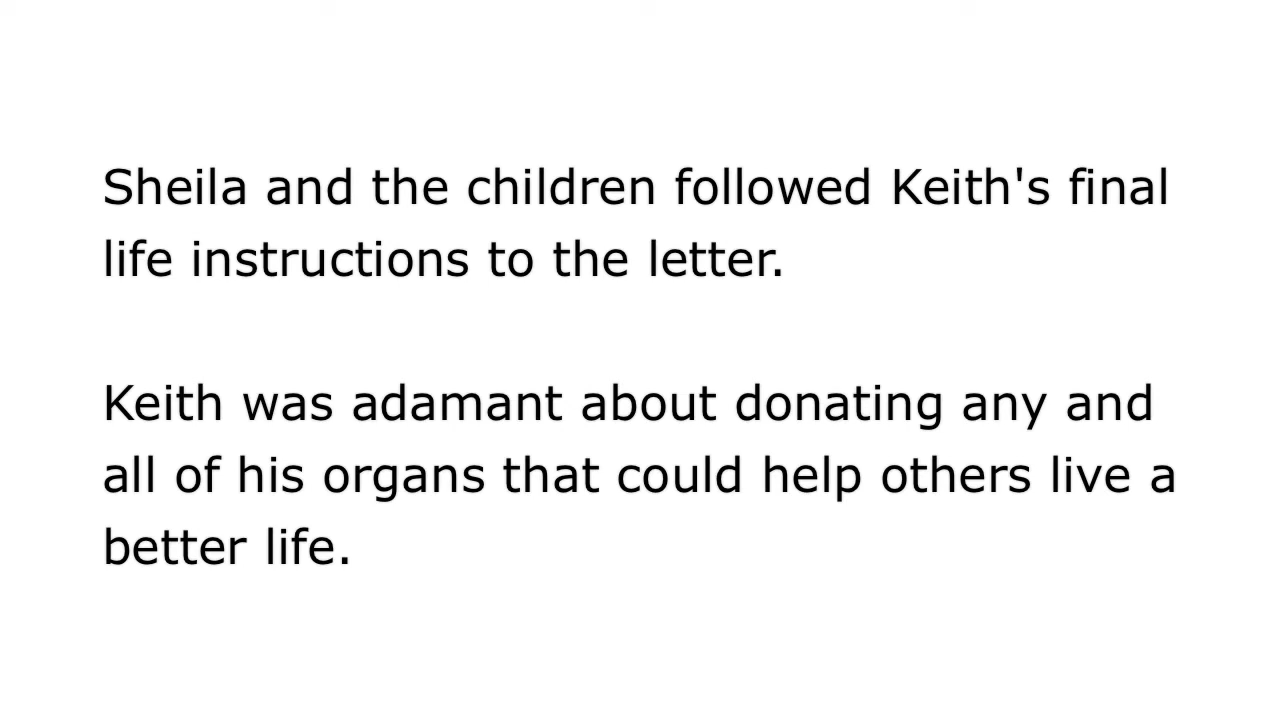 Sheila and the children followed Keith's final
life instructions to the letter.
Keith was adamant about donating any and
all of his organs that could help others live a
better life.